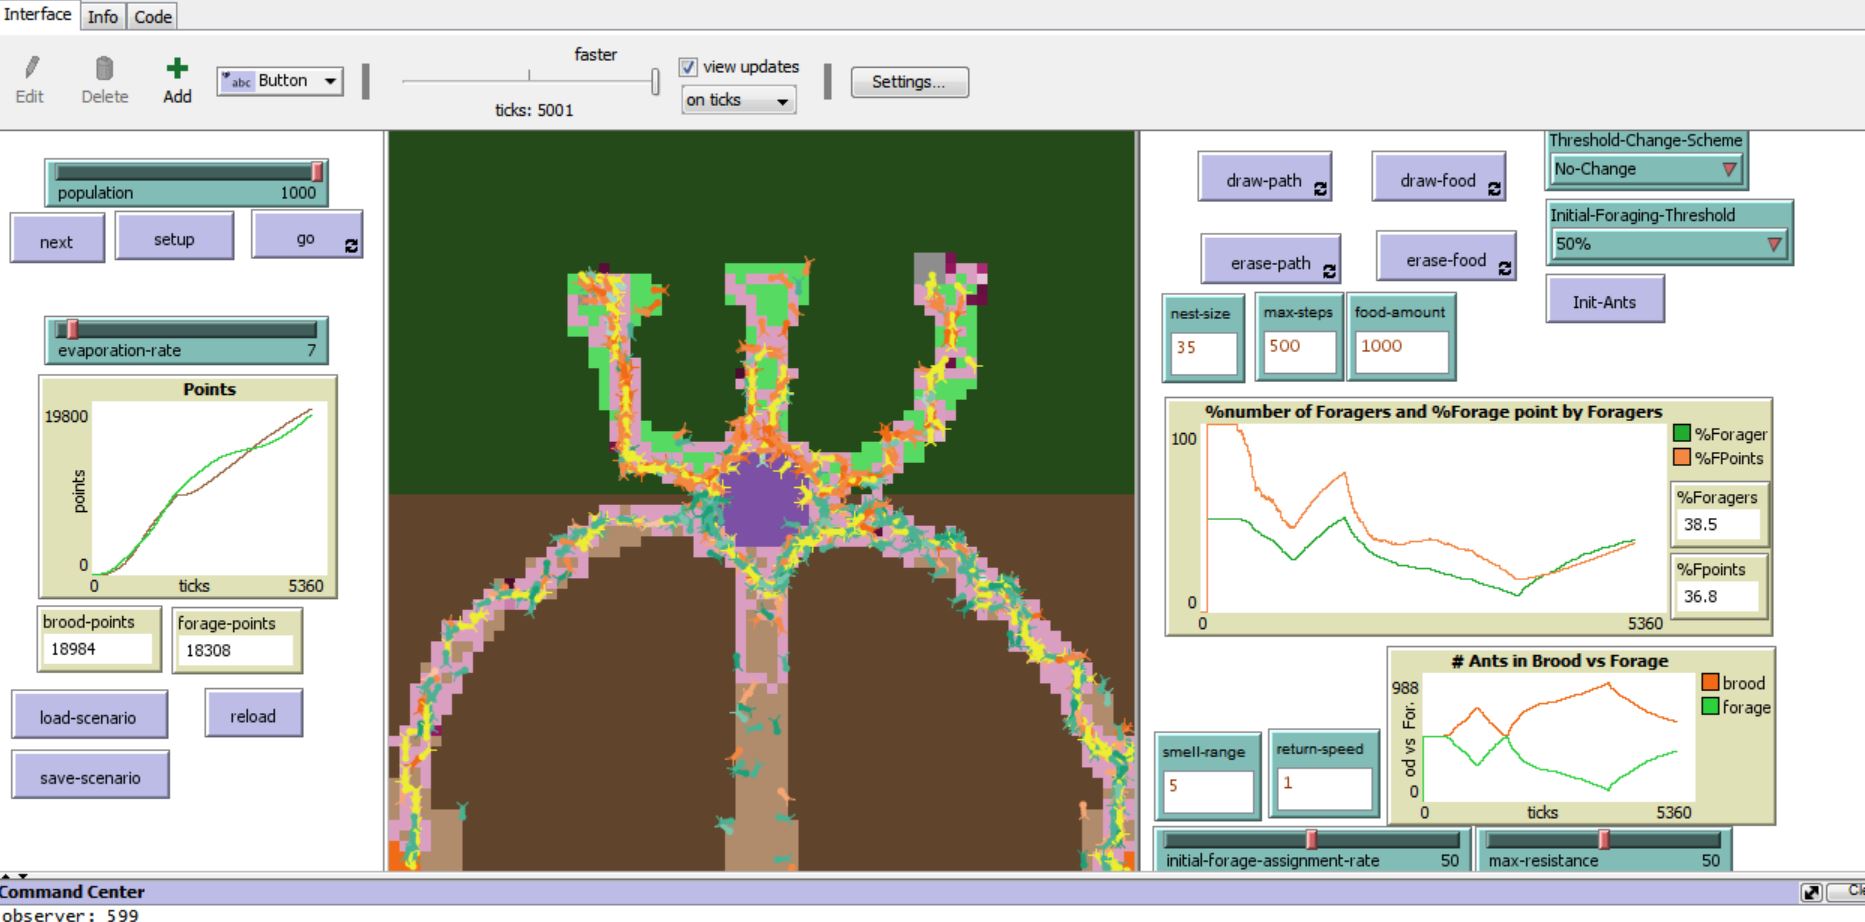 Interface Info Code
faster
Edit Delete Add abc Button view updates Settings...
on ticks
ticks: 5001
population 1000
next setup go
evaporation-rate 7
Points
19800
points
0
0 ticks 5360
brood-points
18984
forage-points
18308
load-scenario reload
save-scenario
draw-path draw-food
erase-path erase-food
Threshold-Change-Scheme
No-Change
Initial-Foraging-Threshold
50%
Init-Ants
nest-size
35
max-steps
500
food-amount
1000
%number of Foragers and %Forage point by Foragers
100
0
0 5360
%Forager
%FPoints
%Foragers
38.5
%Fpoints
36.8
# Ants in Brood vs Forage
988
od vs For.
0
0 ticks 5360
brood
forage
smell-range
5
return-speed
1
initial-forage-assignment-rate 50
max-resistance 50
Command Center
Cle
observer: 599